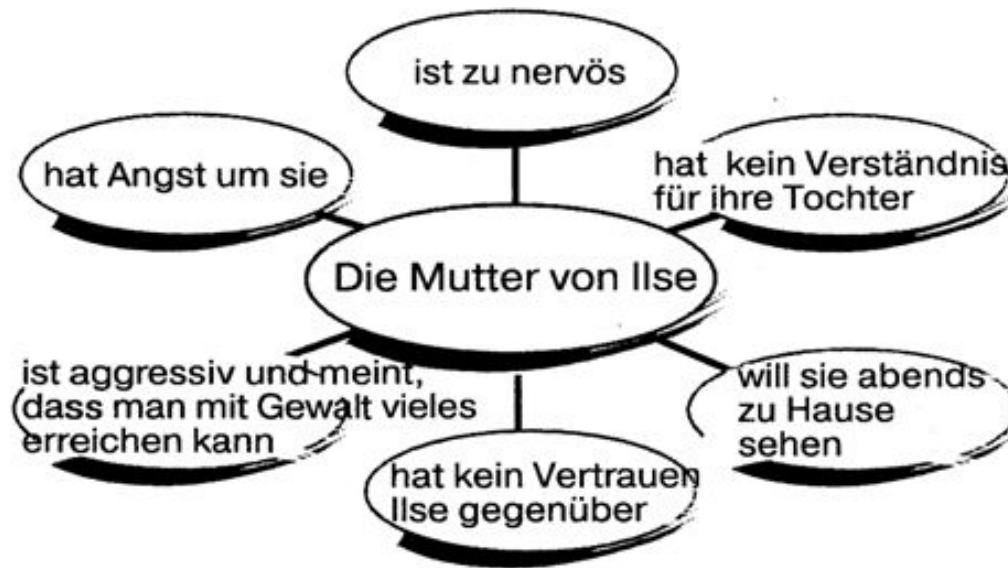 ist zu nervös
hat Angst um sie
hat kein Verständnis
für ihre Tochter
Die Mutter von Ilse
ist aggressiv und meint,
dass man mit Gewalt vieles
erreichen kann
will sie abends
zu Hause
sehen
hat kein Vertrauen
Ilse gegenüber